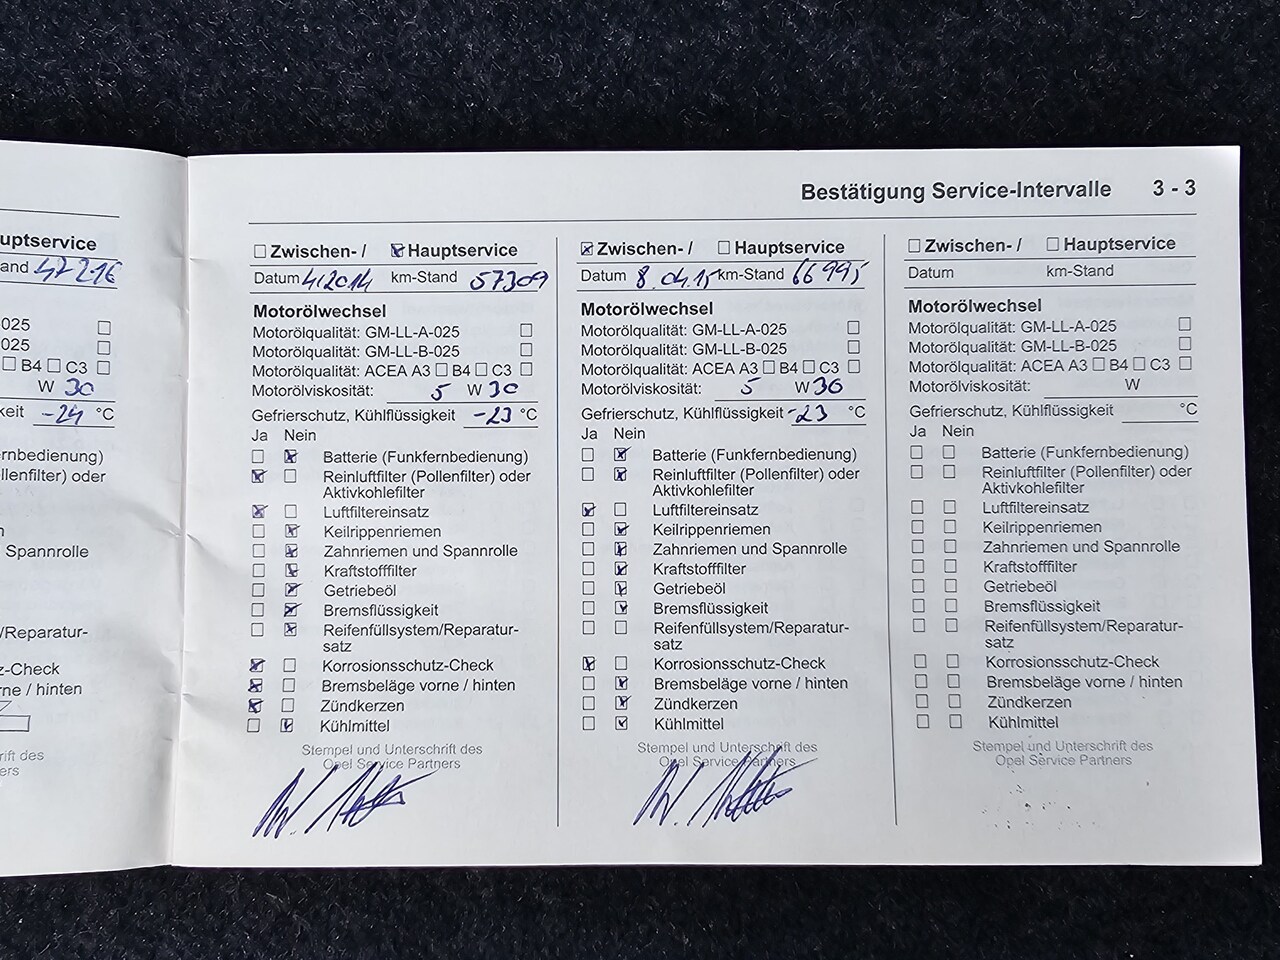 uptservice
and 47216
025
025
B4 C3
W 30
keit -24 °C
rnbedienung)
llenfilter) oder
Spannrolle
/Reparatur-
z-Check
rne / hinten
rift des
ers
Bestätigung Service-Intervalle 3 - 3
Zwischen- / Hauptservice
Datum 4/2014 km-Stand 57309
Motorölwechsel
Motorölqualität: GM-LL-A-025
Motorölqualität: GM-LL-B-025
Motorölqualität: ACEA A3 B4 C3
Motorölviskosität: 5 W 30
Gefrierschutz, Kühlflüssigkeit -23 °C
Ja Nein
Batterie (Funkfernbedienung)
Reinluftfilter (Pollenfilter) oder
Aktivkohlefilter
Luftfiltereinsatz
Keilrippenriemen
Zahnriemen und Spannrolle
Kraftstofffilter
Getriebeöl
Bremsflüssigkeit
Reifenfüllsystem/Reparatur-
satz
Korrosionsschutz-Check
Bremsbeläge vorne / hinten
Zündkerzen
Kühlmittel
Stempel und Unterschrift des
Opel Service Partners
Zwischen- / Hauptservice
Datum 8.04.15 km-Stand 66995
Motorölwechsel
Motorölqualität: GM-LL-A-025
Motorölqualität: GM-LL-B-025
Motorölqualität: ACEA A3 B4 C3
Motorölviskosität: 5 W 30
Gefrierschutz, Kühlflüssigkeit -23 °C
Ja Nein
Batterie (Funkfernbedienung)
Reinluftfilter (Pollenfilter) oder
Aktivkohlefilter
Luftfiltereinsatz
Keilrippenriemen
Zahnriemen und Spannrolle
Kraftstofffilter
Getriebeöl
Bremsflüssigkeit
Reifenfüllsystem/Reparatur-
satz
Korrosionsschutz-Check
Bremsbeläge vorne / hinten
Zündkerzen
Kühlmittel
Stempel und Unterschrift des
Opel Service Partners
Zwischen- / Hauptservice
Datum km-Stand
Motorölwechsel
Motorölqualität: GM-LL-A-025
Motorölqualität: GM-LL-B-025
Motorölqualität: ACEA A3 B4 C3
Motorölviskosität: W
Gefrierschutz, Kühlflüssigkeit °C
Ja Nein
Batterie (Funkfernbedienung)
Reinluftfilter (Pollenfilter) oder
Aktivkohlefilter
Luftfiltereinsatz
Keilrippenriemen
Zahnriemen und Spannrolle
Kraftstofffilter
Getriebeöl
Bremsflüssigkeit
Reifenfüllsystem/Reparatur-
satz
Korrosionsschutz-Check
Bremsbeläge vorne / hinten
Zündkerzen
Kühlmittel
Stempel und Unterschrift des
Opel Service Partners